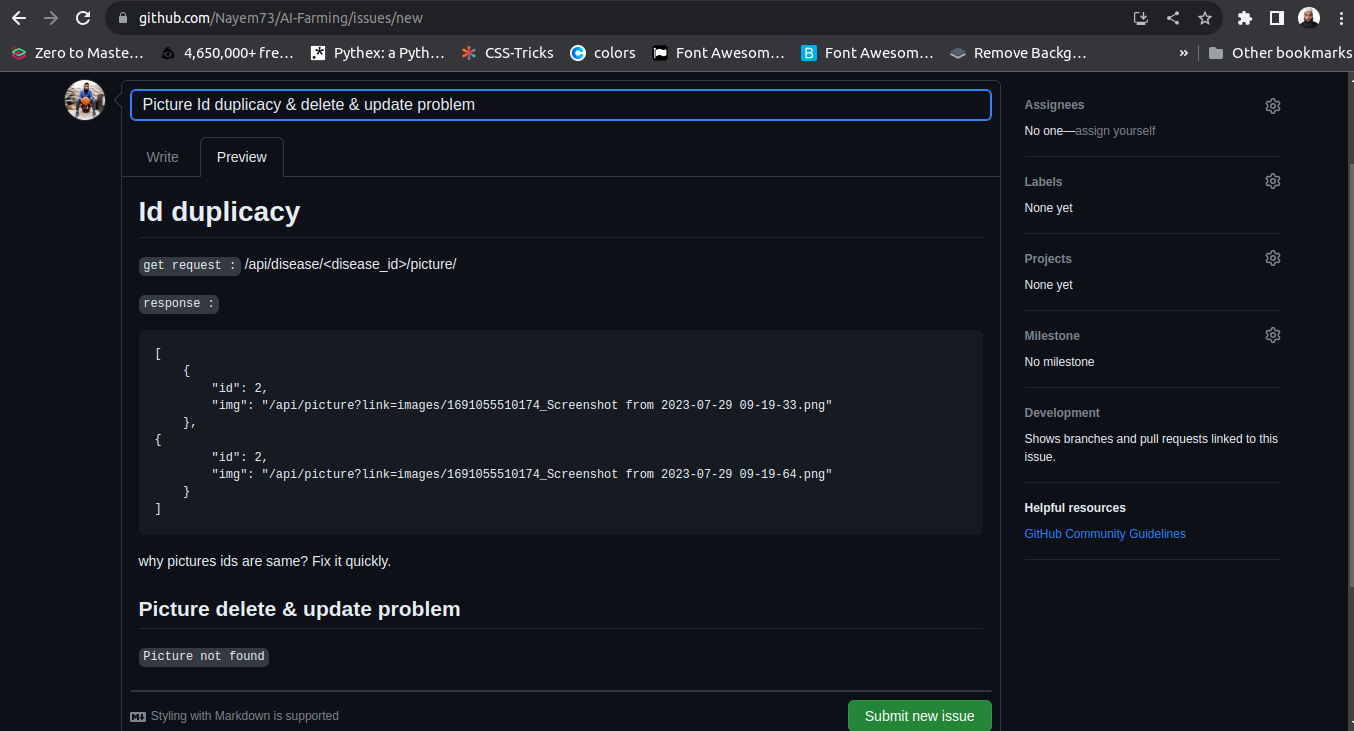 github.com/Nayem73/AI-Farming/issues/new
Zero to Maste... 4,650,000+ fre... Pythex: a Pyth... CSS-Tricks colors Font Awesom... Font Awesom... Remove Backg... » Other bookmarks
Picture Id duplicacy & delete & update problem
Write Preview
Id duplicacy
get request : /api/disease/<disease_id>/picture/
response :
[
{
"id": 2,
"img": "/api/picture?link=images/1691055510174_Screenshot from 2023-07-29 09-19-33.png"
},
{
"id": 2,
"img": "/api/picture?link=images/1691055510174_Screenshot from 2023-07-29 09-19-64.png"
}
]
why pictures ids are same? Fix it quickly.
Picture delete & update problem
Picture not found
Styling with Markdown is supported
Submit new issue
Assignees
No one—assign yourself
Labels
None yet
Projects
None yet
Milestone
No milestone
Development
Shows branches and pull requests linked to this
issue.
Helpful resources
GitHub Community Guidelines